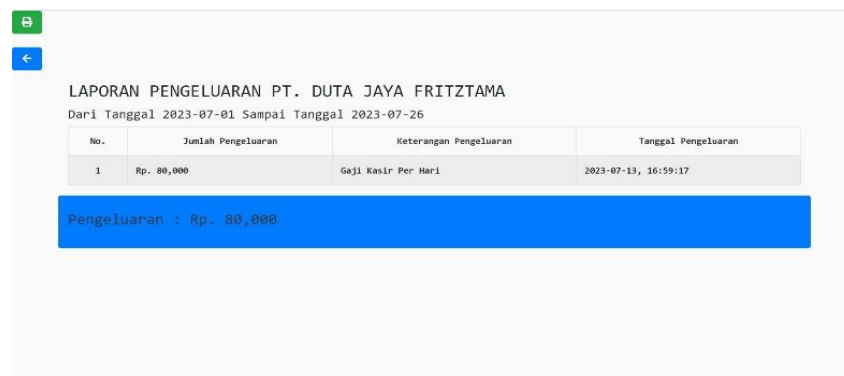 LAPORAN PENGELUARAN PT. DUTA JAYA FRITZTAMA
Dari Tanggal 2023-07-01 Sampai Tanggal 2023-07-26
No. Jumlah Pengeluaran Keterangan Pengeluaran Tanggal Pengeluaran
1 Rp. 80,000 Gaji Kasir Per Hari 2023-07-13, 16:59:17
Pengeluaran : Rp. 80,000